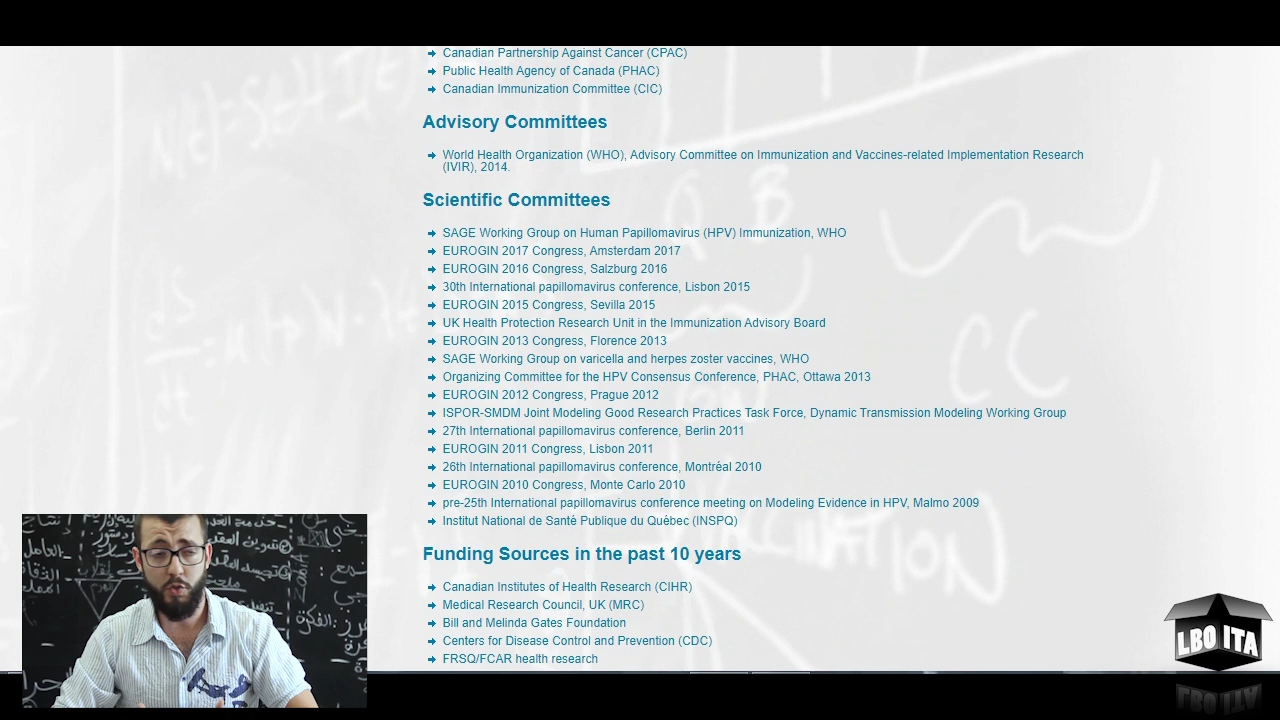 Canadian Partnership Against Cancer (CPAC)
Public Health Agency of Canada (PHAC)
Canadian Immunization Committee (CIC)
Advisory Committees
World Health Organization (WHO), Advisory Committee on Immunization and Vaccines-related Implementation Research
(IVIR), 2014.
Scientific Committees
SAGE Working Group on Human Papillomavirus (HPV) Immunization, WHO
EUROGIN 2017 Congress, Amsterdam 2017
EUROGIN 2016 Congress, Salzburg 2016
30th International papillomavirus conference, Lisbon 2015
EUROGIN 2015 Congress, Sevilla 2015
UK Health Protection Research Unit in the Immunization Advisory Board
EUROGIN 2013 Congress, Florence 2013
SAGE Working Group on varicella and herpes zoster vaccines, WHO
Organizing Committee for the HPV Consensus Conference, PHAC, Ottawa 2013
EUROGIN 2012 Congress, Prague 2012
ISPOR-SMDM Joint Modeling Good Research Practices Task Force, Dynamic Transmission Modeling Working Group
27th International papillomavirus conference, Berlin 2011
EUROGIN 2011 Congress, Lisbon 2011
26th International papillomavirus conference, Montréal 2010
EUROGIN 2010 Congress, Monte Carlo 2010
pre-25th International papillomavirus conference meeting on Modeling Evidence in HPV, Malmo 2009
Institut National de Santé Publique du Québec (INSPQ)
Funding Sources in the past 10 years
Canadian Institutes of Health Research (CIHR)
Medical Research Council, UK (MRC)
Bill and Melinda Gates Foundation
Centers for Disease Control and Prevention (CDC)
FRSQ/FCAR health research
LBO ITA